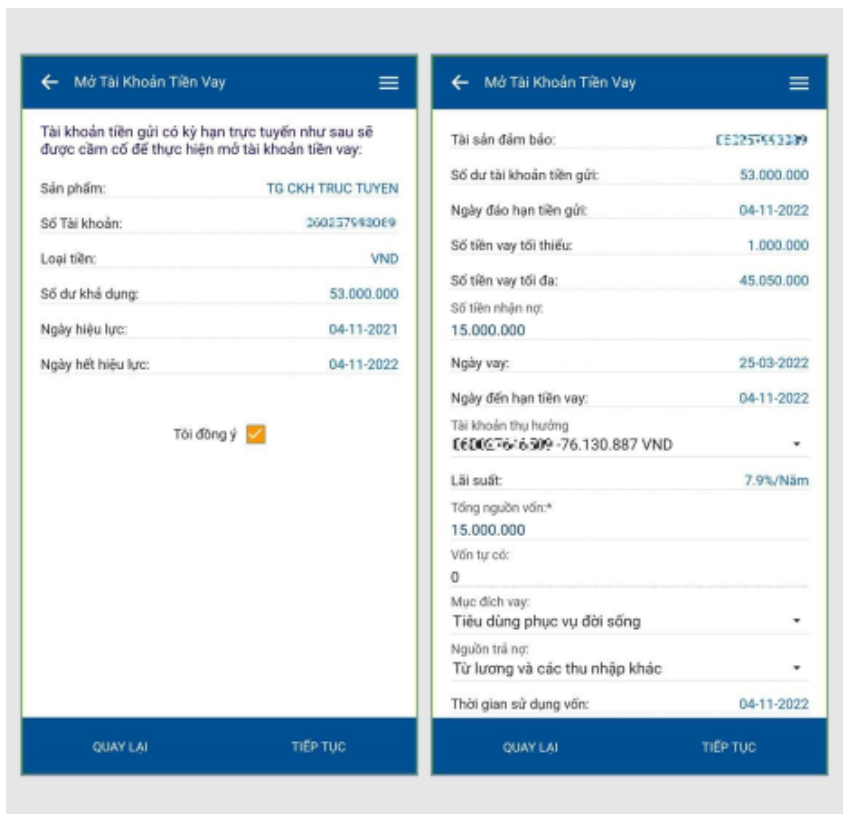 Mở Tài Khoản Tiền Vay
Tài khoản tiền gửi có kỳ hạn trực tuyến như sau sẽ
được cầm cố để thực hiện mở tài khoản tiền vay:
Sản phẩm: TG CKH TRUC TUYEN
Số Tài khoản:
Loại tiền: VND
Số dư khả dụng: 53.000.000
Ngày hiệu lực: 04-11-2021
Ngày hết hiệu lực: 04-11-2022
Tôi đồng ý
QUAY LẠI TIẾP TỤC
Mở Tài Khoản Tiền Vay
Tài sản đảm bảo:
Số dư tài khoản tiền gửi: 53.000.000
Ngày đáo hạn tiền gửi: 04-11-2022
Số tiền vay tối thiểu: 1.000.000
Số tiền vay tối đa: 45.050.000
Số tiền nhận nợ:
15.000.000
Ngày vay: 25-03-2022
Ngày đến hạn tiền vay: 04-11-2022
Tài khoản thụ hưởng
-76.130.887 VND
Lãi suất: 7.9%/Năm
Tổng nguồn vốn:*
15.000.000
Vốn tự có:
0
Mục đích vay:
Tiêu dùng phục vụ đời sống
Nguồn trả nợ:
Từ lương và các thu nhập khác
Thời gian sử dụng vốn: 04-11-2022
QUAY LẠI TIẾP TỤC